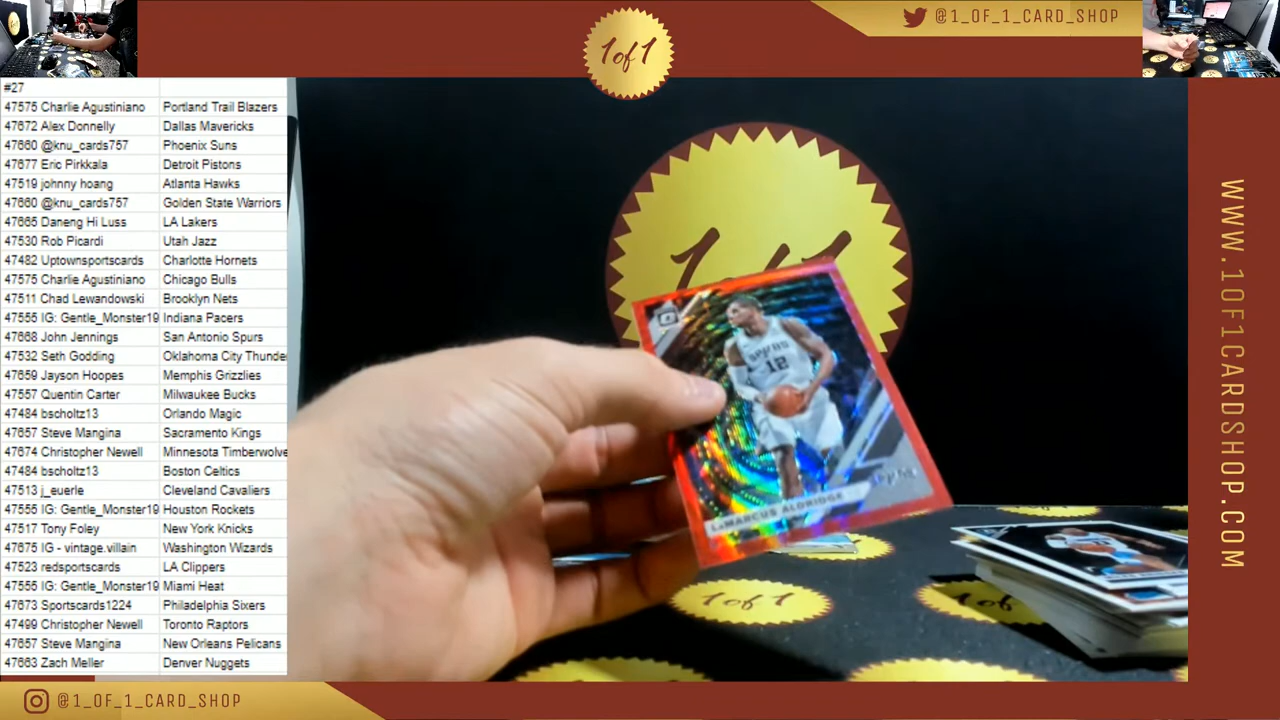 @1_OF_1_CARD_SHOP
1 of 1
#27
47575 Charlie Agustiniano Portland Trail Blazers
47672 Alex Donnelly Dallas Mavericks
47660 @knu_cards757 Phoenix Suns
47677 Eric Pirkkala Detroit Pistons
47519 johnny hoang Atlanta Hawks
47660 @knu_cards757 Golden State Warriors
47665 Daneng Hi Luss LA Lakers
47530 Rob Picardi Utah Jazz
47482 Uptownsportscards Charlotte Hornets
47575 Charlie Agustiniano Chicago Bulls
47511 Chad Lewandowski Brooklyn Nets
47555 IG: Gentle_Monster19 Indiana Pacers
47668 John Jennings San Antonio Spurs
47532 Seth Godding Oklahoma City Thunde
47659 Jayson Hoopes Memphis Grizzlies
47557 Quentin Carter Milwaukee Bucks
47484 bscholtz13 Orlando Magic
47657 Steve Mangina Sacramento Kings
47674 Christopher Newell Minnesota Timberwolve
47484 bscholtz13 Boston Celtics
47513 j_euerle Cleveland Cavaliers
47555 IG: Gentle_Monster19 Houston Rockets
47517 Tony Foley New York Knicks
47675 IG - vintage.villain Washington Wizards
47523 redsportscards LA Clippers
47555 IG: Gentle_Monster19 Miami Heat
47673 Sportscards1224 Philadelphia Sixers
47499 Christopher Newell Toronto Raptors
47657 Steve Mangina New Orleans Pelicans
47663 Zach Meller Denver Nuggets
SPURS
12
LaMARCUS ALDRIDGE
1 of 1
WWW.1OF1CARDSHOP.COM
@1_OF_1_CARD_SHOP